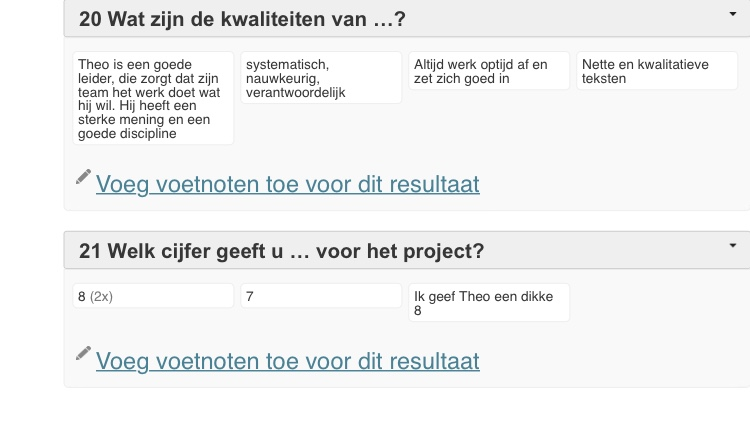 20 Wat zijn de kwaliteiten van …?
Theo is een goede
leider, die zorgt dat zijn
team het werk doet wat
hij wil. Hij heeft een
sterke mening en een
goede discipline
systematisch,
nauwkeurig,
verantwoordelijk
Altijd werk optijd af en
zet zich goed in
Nette en kwalitatieve
teksten
Voeg voetnoten toe voor dit resultaat
21 Welk cijfer geeft u … voor het project?
8 (2x)
7
Ik geef Theo een dikke
8
Voeg voetnoten toe voor dit resultaat